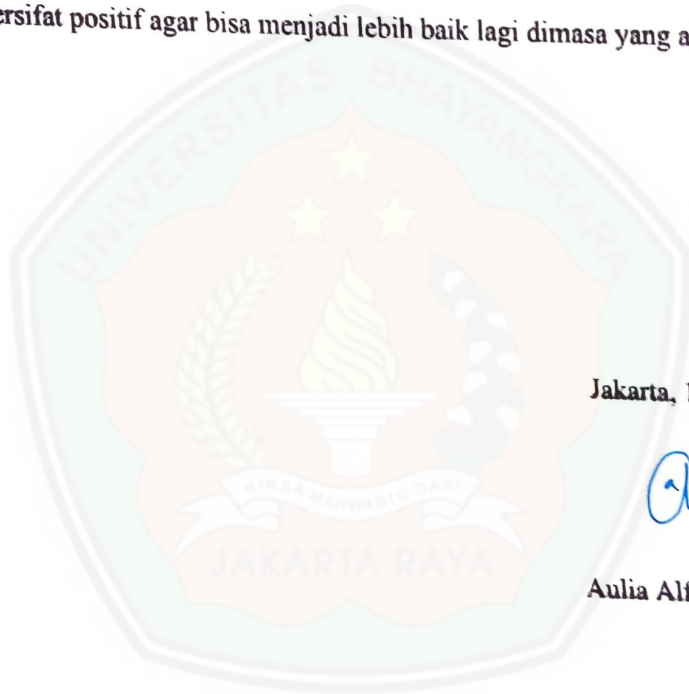 ersifat positif agar bisa menjadi lebih baik lagi dimasa yang a
UNIVERSITAS BHAYANGKARA
Jakarta, 1
BIKSA MAHWASTU DASI
JAKARTA RAYA
Aulia Alf